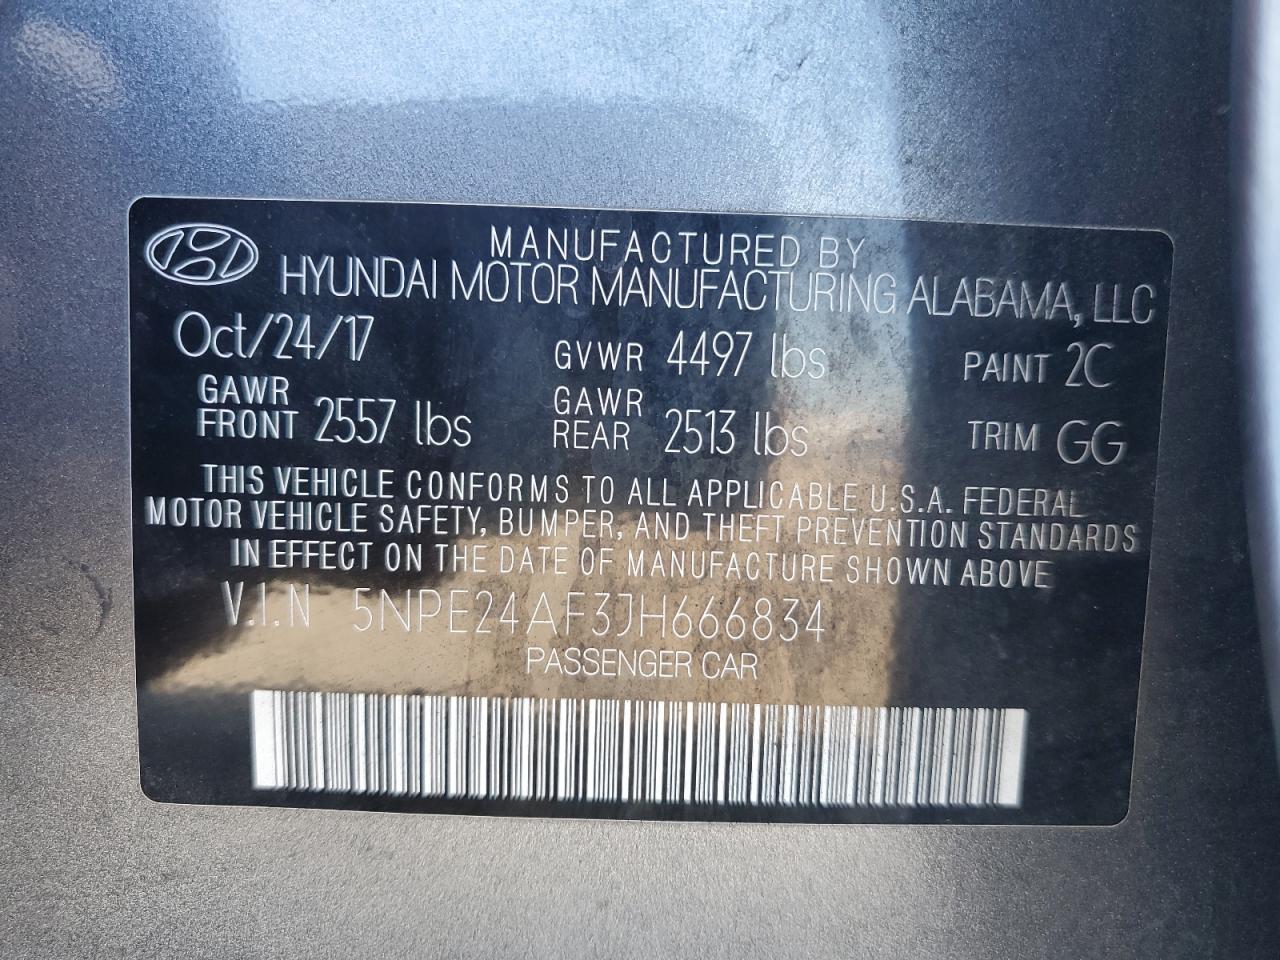 MANUFACTURED BY
HYUNDAI MOTOR MANUFACTURING ALABAMA, LLC
Oct/24/17 GVWR 4497 lbs PAINT 2C
GAWR FRONT 2557 lbs GAWR REAR 2513 lbs TRIM GG
THIS VEHICLE CONFORMS TO ALL APPLICABLE U.S.A. FEDERAL
MOTOR VEHICLE SAFETY, BUMPER, AND THEFT PREVENTION STANDARDS
IN EFFECT ON THE DATE OF MANUFACTURE SHOWN ABOVE
V.I.N 5NPE24AF3JH666834
PASSENGER CAR